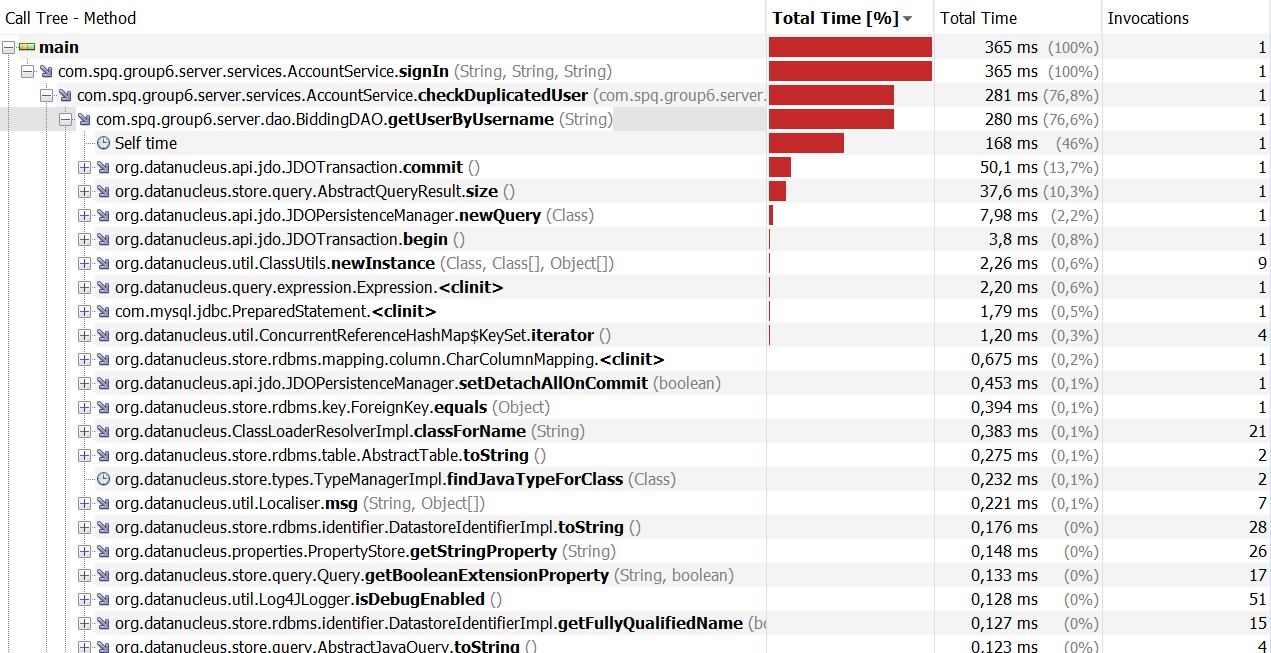 Call Tree - Method Total Time [%] Total Time Invocations
main 365 ms (100%) 1
com.spq.group6.server.services.AccountService.signIn (String, String, String) 365 ms (100%) 1
com.spq.group6.server.services.AccountService.checkDuplicatedUser (com.spq.group6.server. 281 ms (76,8%) 1
com.spq.group6.server.dao.BiddingDAO.getUserByUsername (String) 280 ms (76,6%) 1
Self time 168 ms (46%) 1
org.datanucleus.api.jdo.JDOTransaction.commit () 50,1 ms (13,7%) 1
org.datanucleus.store.query.AbstractQueryResult.size () 37,6 ms (10,3%) 1
org.datanucleus.api.jdo.JDOPersistenceManager.newQuery (Class) 7,98 ms (2,2%) 1
org.datanucleus.api.jdo.JDOTransaction.begin () 3,8 ms (0,8%) 1
org.datanucleus.util.ClassUtils.newInstance (Class, Class[], Object[]) 2,26 ms (0,6%) 9
org.datanucleus.query.expression.Expression.<clinit> 2,20 ms (0,6%) 1
com.mysql.jdbc.PreparedStatement.<clinit> 1,79 ms (0,5%) 1
org.datanucleus.util.ConcurrentReferenceHashMap$KeySet.iterator () 1,20 ms (0,3%) 4
org.datanucleus.store.rdbms.mapping.column.CharColumnMapping.<clinit> 0,675 ms (0,2%) 1
org.datanucleus.api.jdo.JDOPersistenceManager.setDetachAllOnCommit (boolean) 0,453 ms (0,1%) 1
org.datanucleus.store.rdbms.key.ForeignKey.equals (Object) 0,394 ms (0,1%) 1
org.datanucleus.ClassLoaderResolverImpl.classForName (String) 0,383 ms (0,1%) 21
org.datanucleus.store.rdbms.table.AbstractTable.toString () 0,275 ms (0,1%) 2
org.datanucleus.store.types.TypeManagerImpl.findJavaTypeForClass (Class) 0,232 ms (0,1%) 2
org.datanucleus.util.Localiser.msg (String, Object[]) 0,221 ms (0,1%) 7
org.datanucleus.store.rdbms.identifier.DatastoreIdentifierImpl.toString () 0,176 ms (0%) 28
org.datanucleus.properties.PropertyStore.getStringProperty (String) 0,148 ms (0%) 26
org.datanucleus.store.query.Query.getBooleanExtensionProperty (String, boolean) 0,133 ms (0%) 17
org.datanucleus.util.Log4JLogger.isDebugEnabled () 0,128 ms (0%) 51
org.datanucleus.store.rdbms.identifier.DatastoreIdentifierImpl.getFullyQualifiedName (bo 0,127 ms (0%) 15
org.datanucleus.store.query.AbstractJavaQuery.toString () 0,123 ms (0%) 4